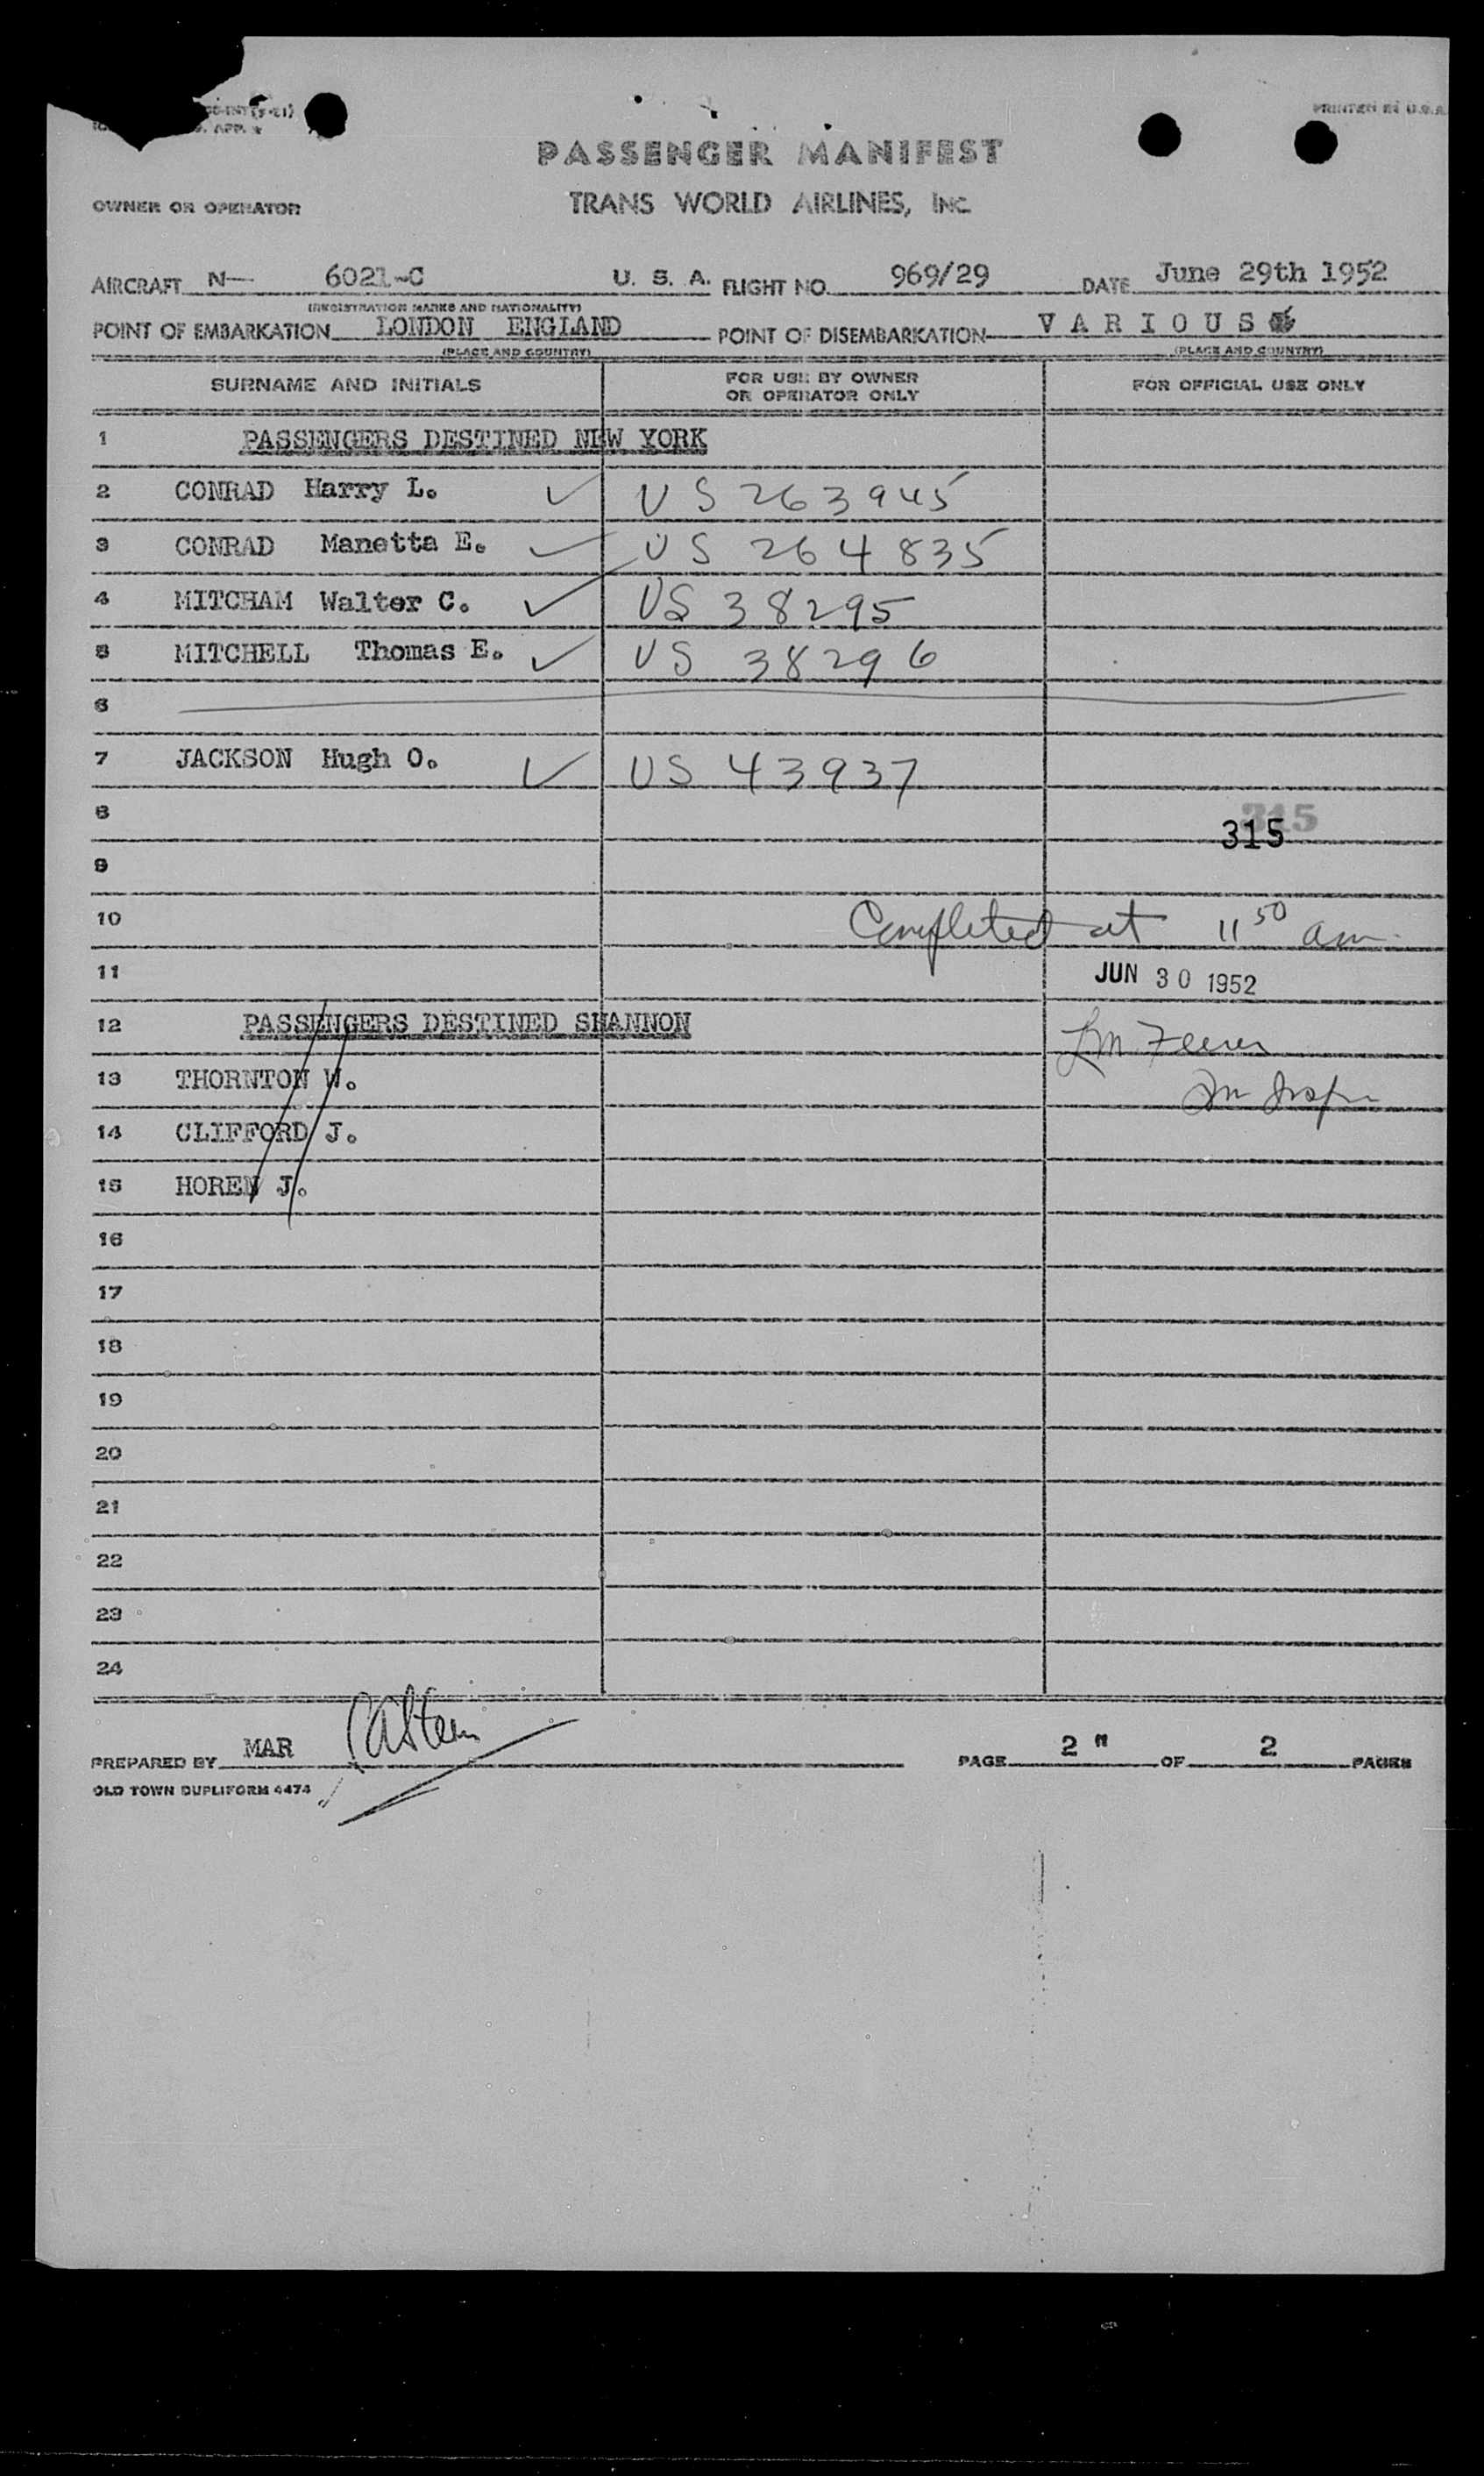 PRINTED IN U.S.A.
PASSENGER MANIFEST
OWNER OR OPERATOR TRANS WORLD AIRLINES, INC.
AIRCRAFT N— 6021-C U. S. A. FLIGHT NO. 969/29 DATE June 29th 1952
(REGISTRATION MARKS AND NATIONALITY)
POINT OF EMBARKATION LONDON ENGLAND POINT OF DISEMBARKATION VARIOUS
(PLACE AND COUNTRY) (PLACE AND COUNTRY)
SURNAME AND INITIALS FOR USE BY OWNER OR OPERATOR ONLY FOR OFFICIAL USE ONLY
1 PASSENGERS DESTINED NEW YORK
2 CONRAD Harry L. ✓ US 263945
3 CONRAD Manetta E. ✓ US 264835
4 MITCHAM Walter C. ✓ US 38295
5 MITCHELL Thomas E. ✓ US 38296
6
7 JACKSON Hugh O. ✓ US 43937
8 315
315
9
10 Completed at 11 50 am.
11 JUN 30 1952
12 PASSENGERS DESTINED SHANNON
13 THORNTON W.
14 CLIFFORD J.
15 HOREN J.
16
17
18
19
20
21
22
23
24
PREPARED BY MAR PAGE 2 " OF 2 PAGES
OLD TOWN DUPLIFORM 4474